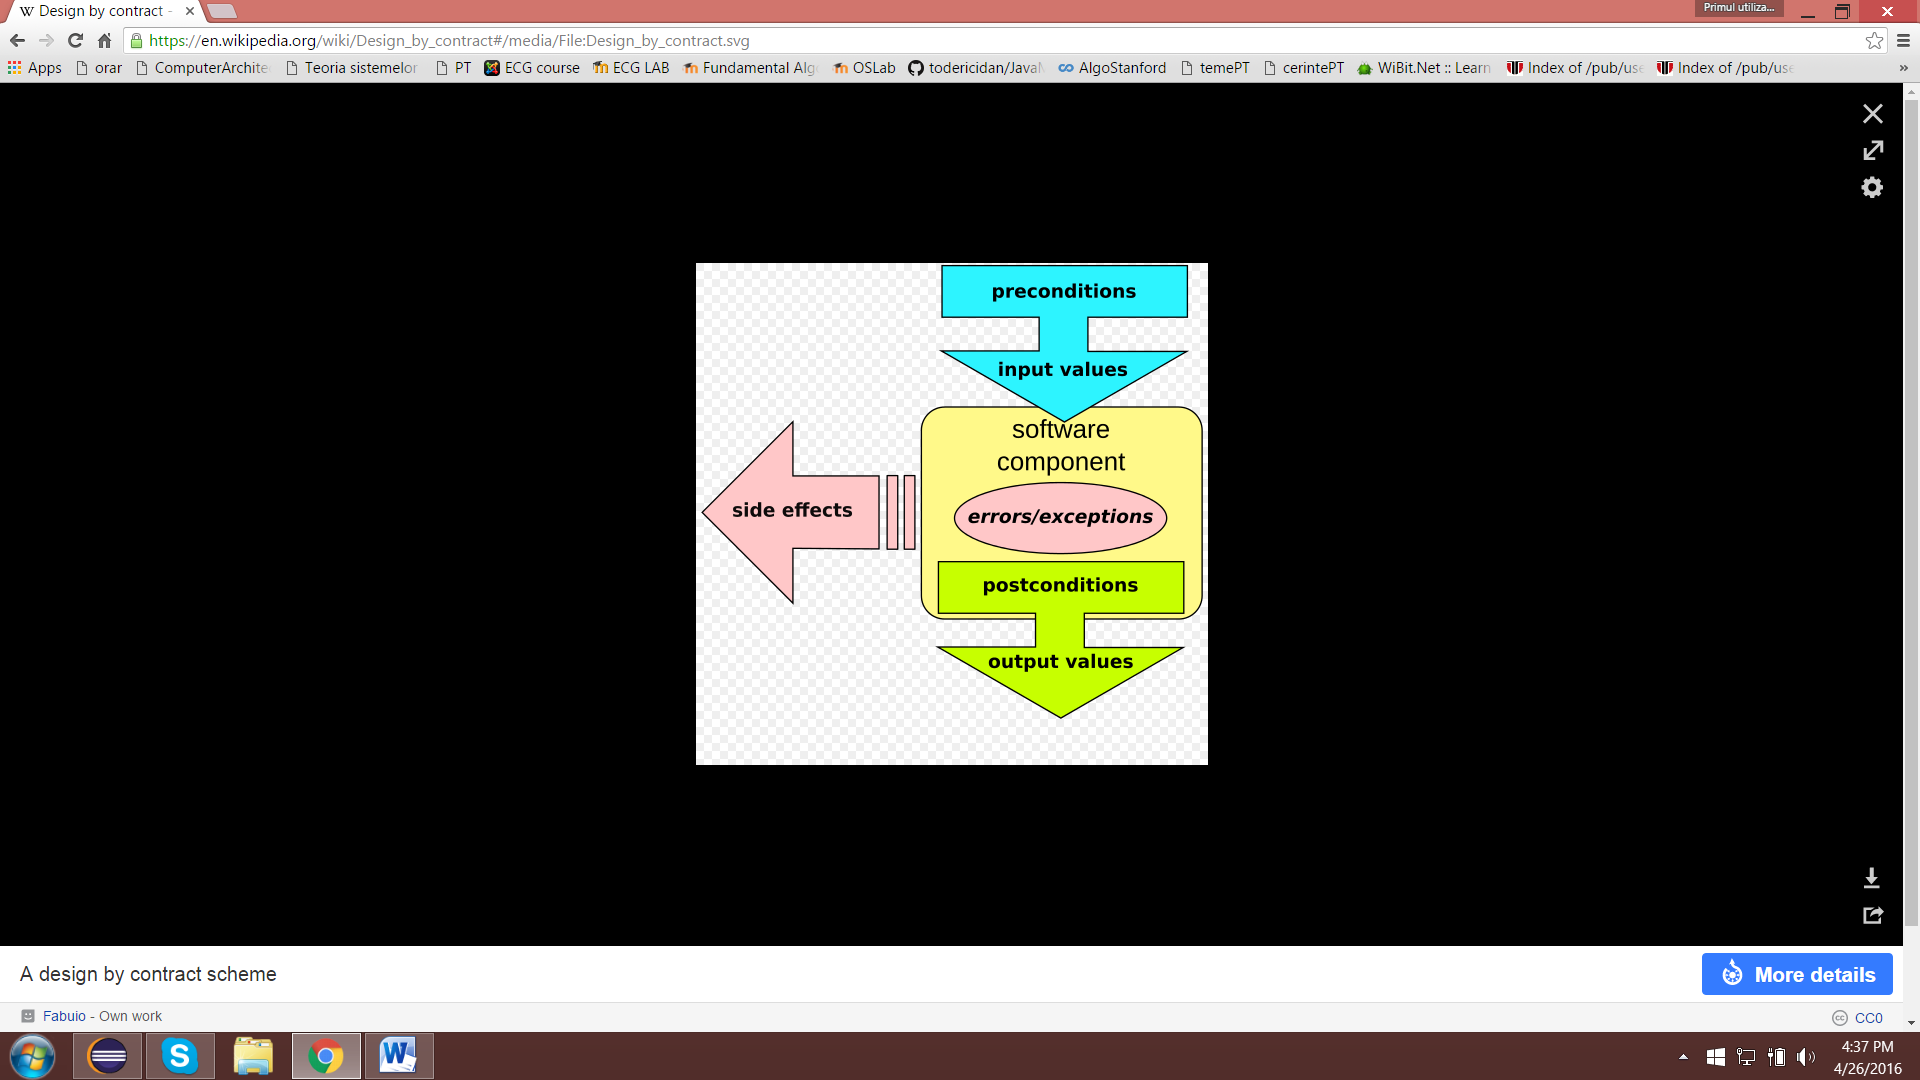 Design by contract -
Primul utiliza...
https://en.wikipedia.org/wiki/Design_by_contract#/media/File:Design_by_contract.svg
Apps orar ComputerArchite Teoria sistemelor PT ECG course ECG LAB Fundamental Alg OSLab todericidan/JavaM AlgoStanford temePT cerintePT WiBit.Net :: Learn Index of /pub/use Index of /pub/use »
preconditions
input values
software
component
errors/exceptions
side effects
postconditions
output values
A design by contract scheme
More details
Fabuio - Own work
CC0
4:37 PM
4/26/2016